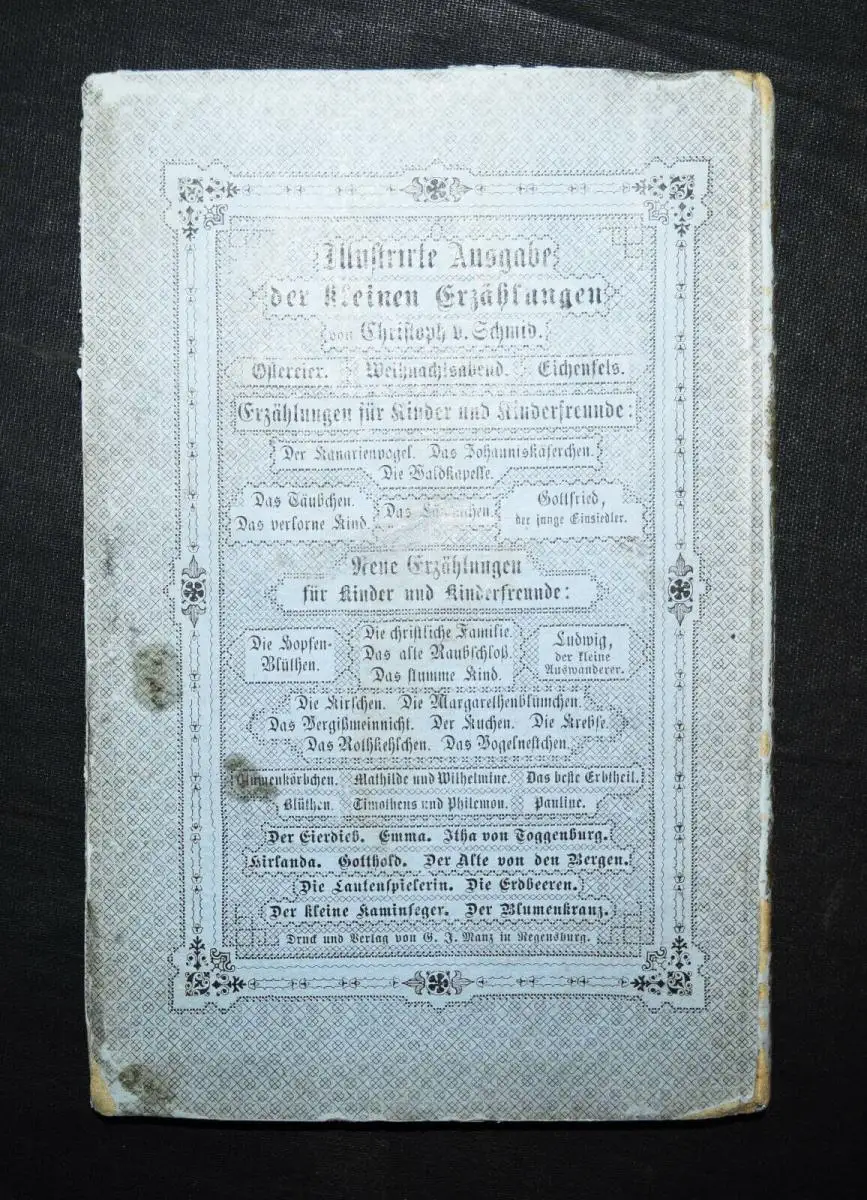 Illustrirte Ausgabe
der kleinen Erzählungen
von Christoph v. Schmid.
Ostereier. Weihnachtsabend. Eichenfels.
Erzählungen für Kinder und Kinderfreunde:
Der Kanarienvogel. Das Johanniskäferchen.
Die Waldkapelle.
Das Täubchen.
Das verlorne Kind.
Das
Gottfried,
der junge Einsiedler.
Neue Erzählungen
für Kinder und Kinderfreunde:
Die Hopfen-
Blüthen.
Die christliche Familie.
Das alte Raubschloß.
Das stumme Kind.
Ludwig,
der kleine
Auswanderer.
Die Kirschen. Die Margarethenblümchen.
Das Vergißmeinnicht. Der Kuchen. Die Krebse.
Das Rothkehlchen. Das Vogelnestchen.
Blumenkörbchen. Mathilde und Wilhelmine. Das beste Erbtheil.
Blüthen. Timotheus und Philemon. Pauline.
Der Eierdieb. Emma. Itha von Toggenburg.
Hirlanda. Gotthold. Der Alte von den Bergen.
Die Lautenspielerin. Die Erdbeeren.
Der kleine Kaminfeger. Der Blumenkranz.
Druck und Verlag von G. J. Manz in Regensburg.